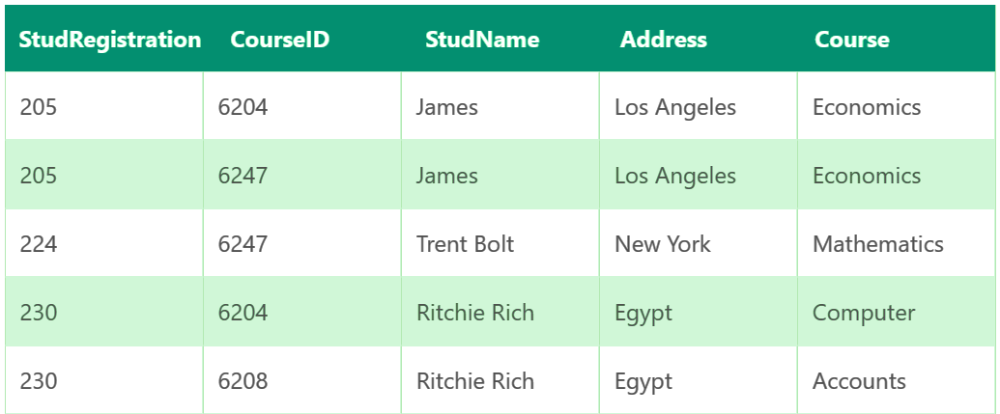 StudRegistration CourseID StudName Address Course
205 6204 James Los Angeles Economics
205 6247 James Los Angeles Economics
224 6247 Trent Bolt New York Mathematics
230 6204 Ritchie Rich Egypt Computer
230 6208 Ritchie Rich Egypt Accounts